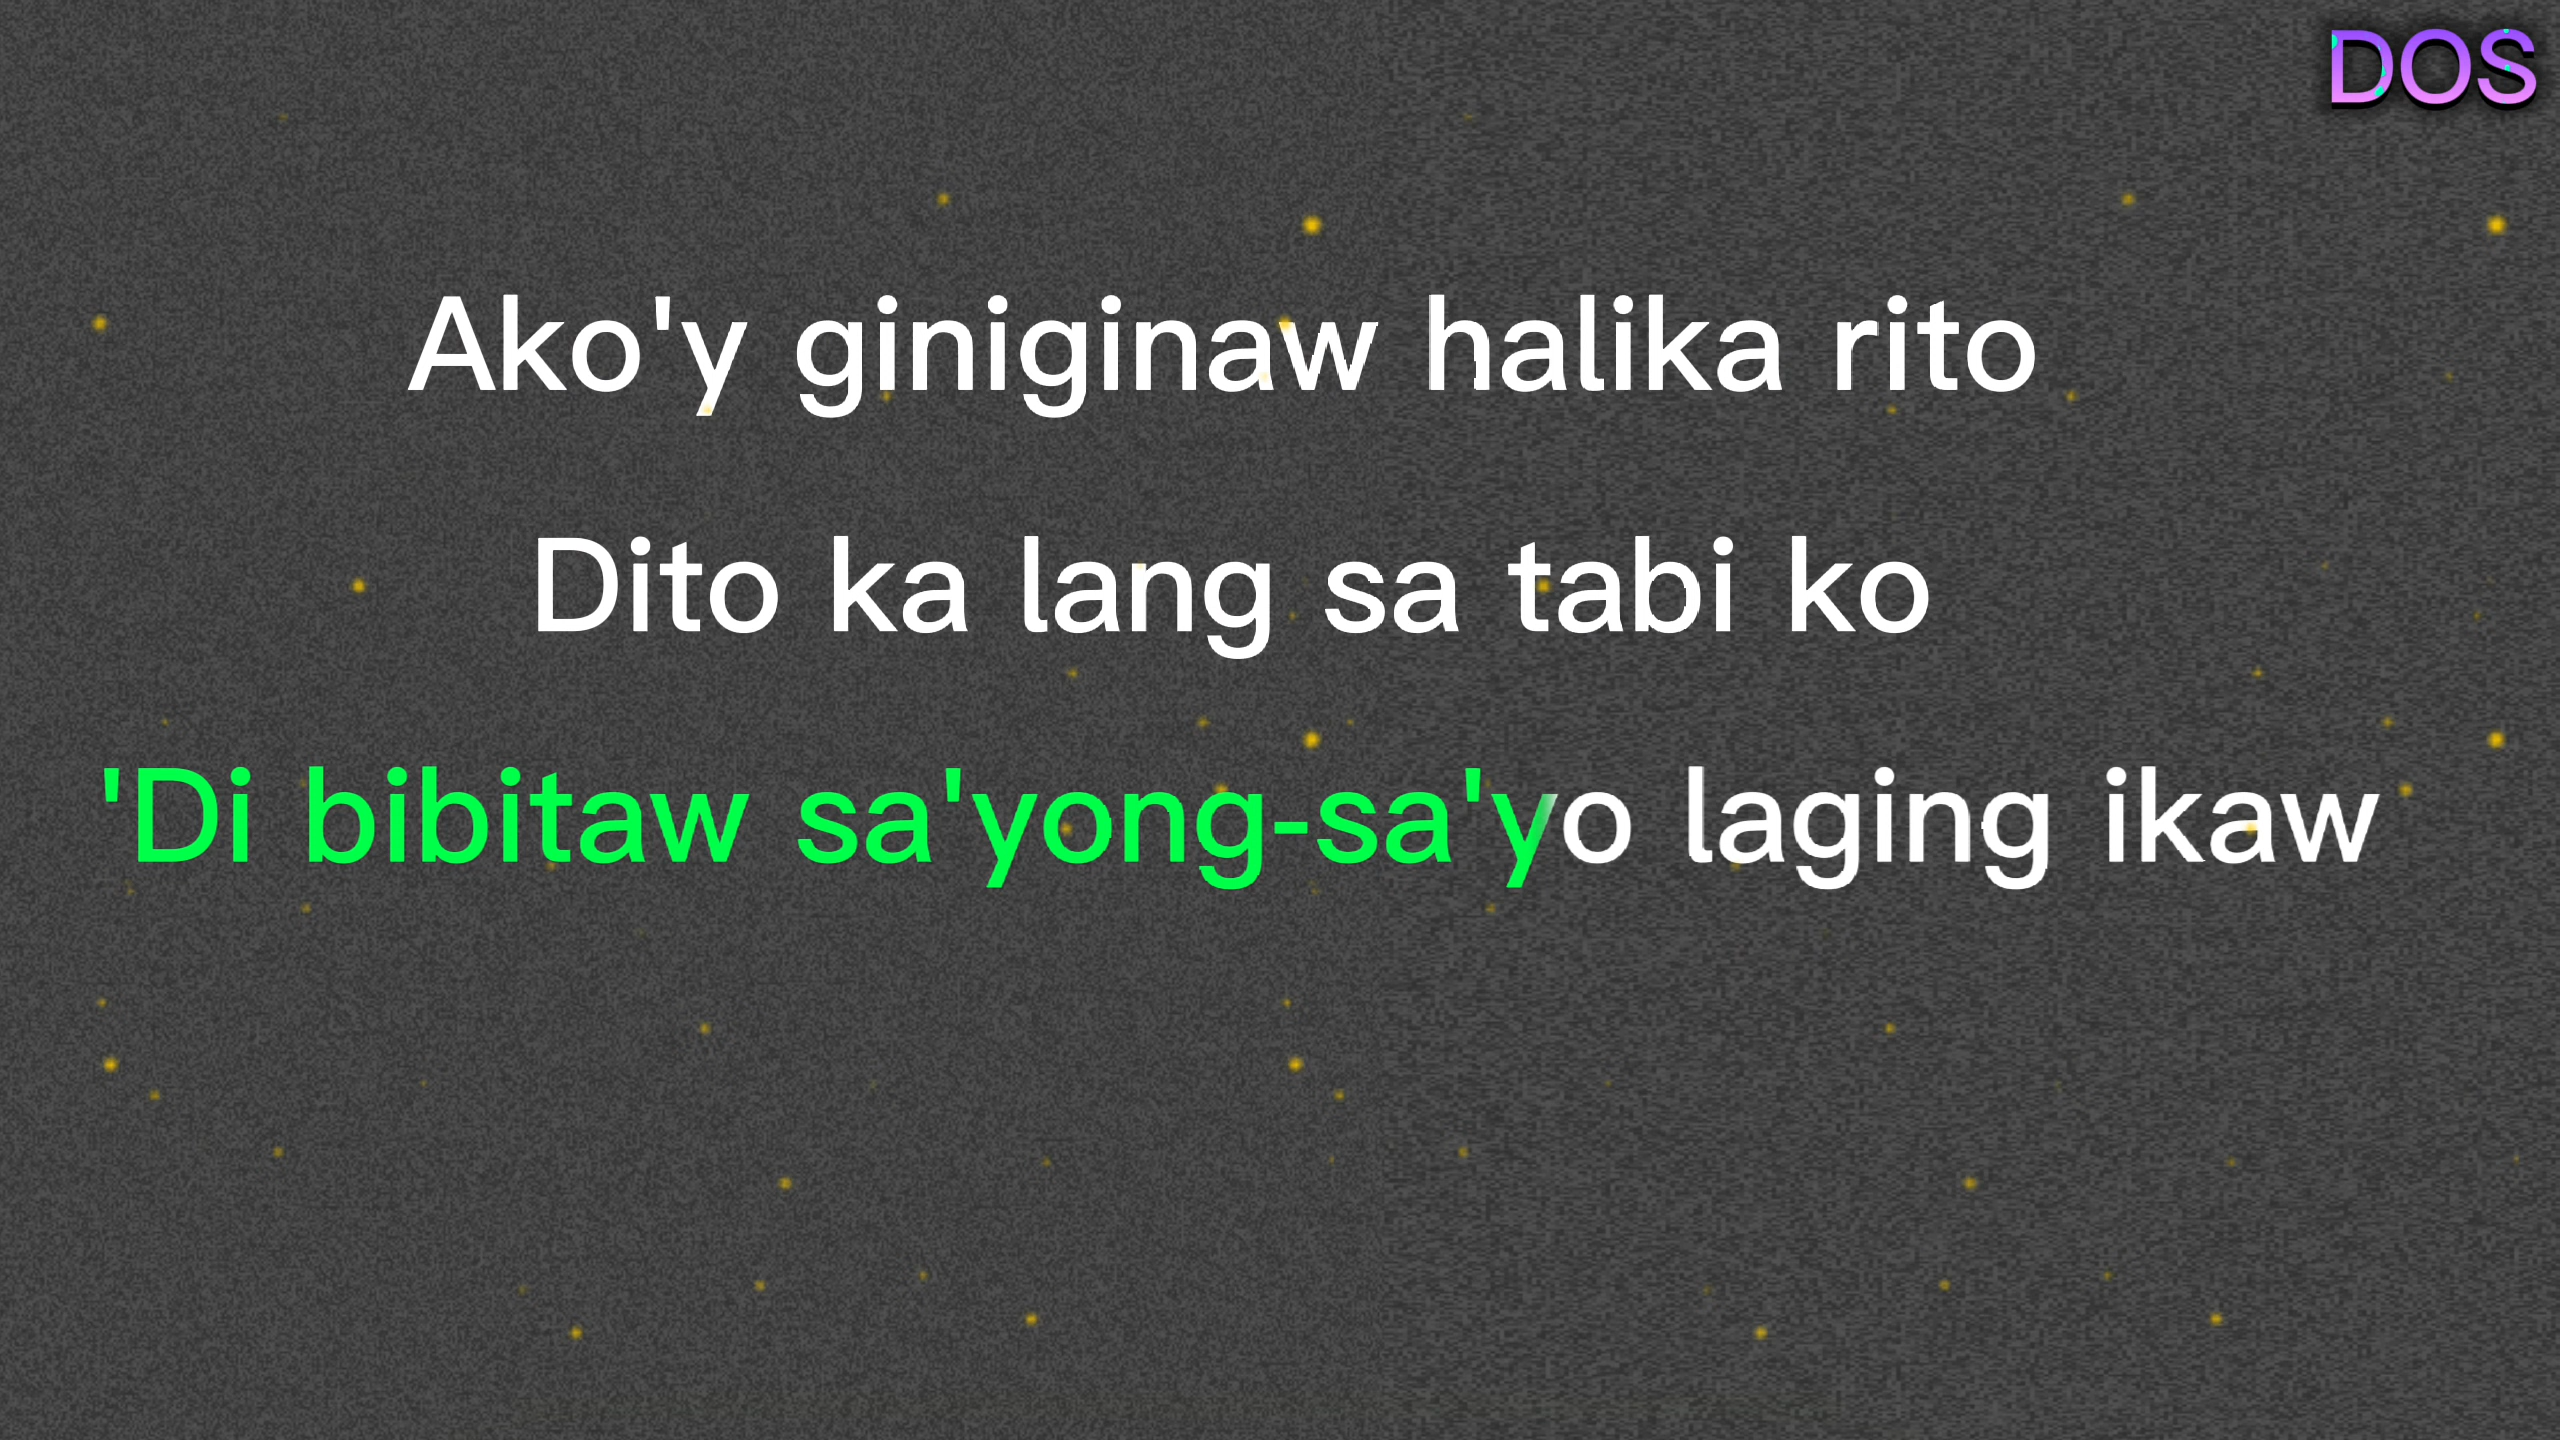 DOS
Ako'y giniginaw halika rito
Dito ka lang sa tabi ko
'Di bibitaw sa'yong-sa'yo laging ikaw